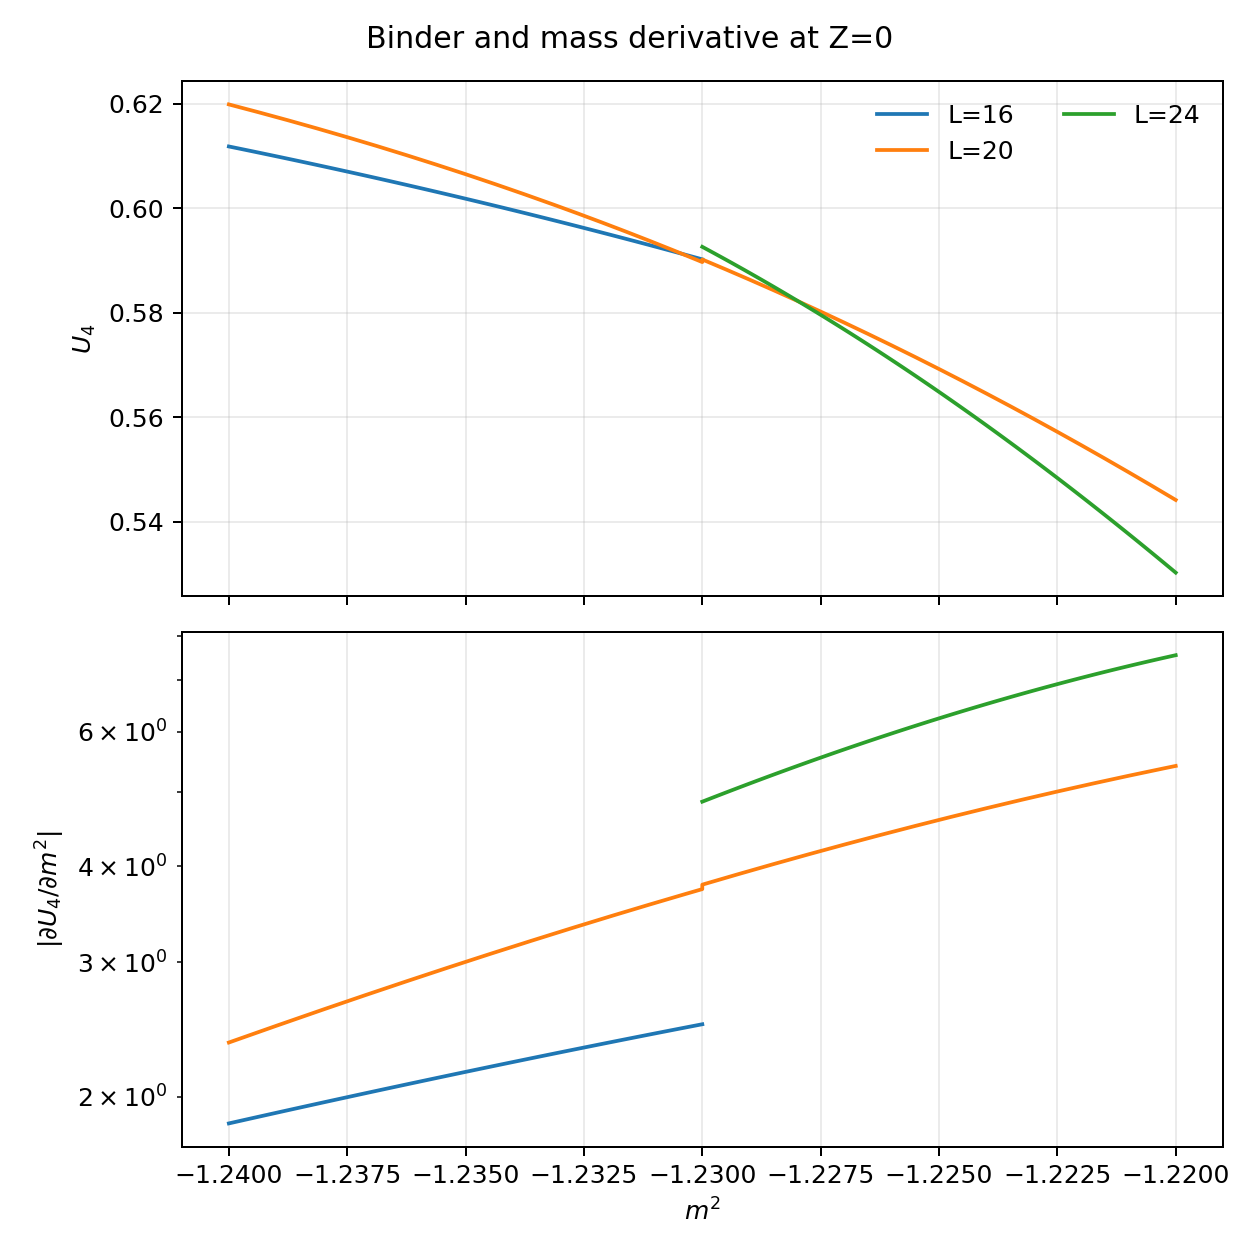 Binder and mass derivative at Z=0
L=16 L=24
L=20
0.62
0.60
0.58
0.56
0.54
U₄
6 × 10⁰
4 × 10⁰
3 × 10⁰
2 × 10⁰
|∂U₄/∂m²|
−1.2400 −1.2375 −1.2350 −1.2325 −1.2300 −1.2275 −1.2250 −1.2225 −1.2200
m²